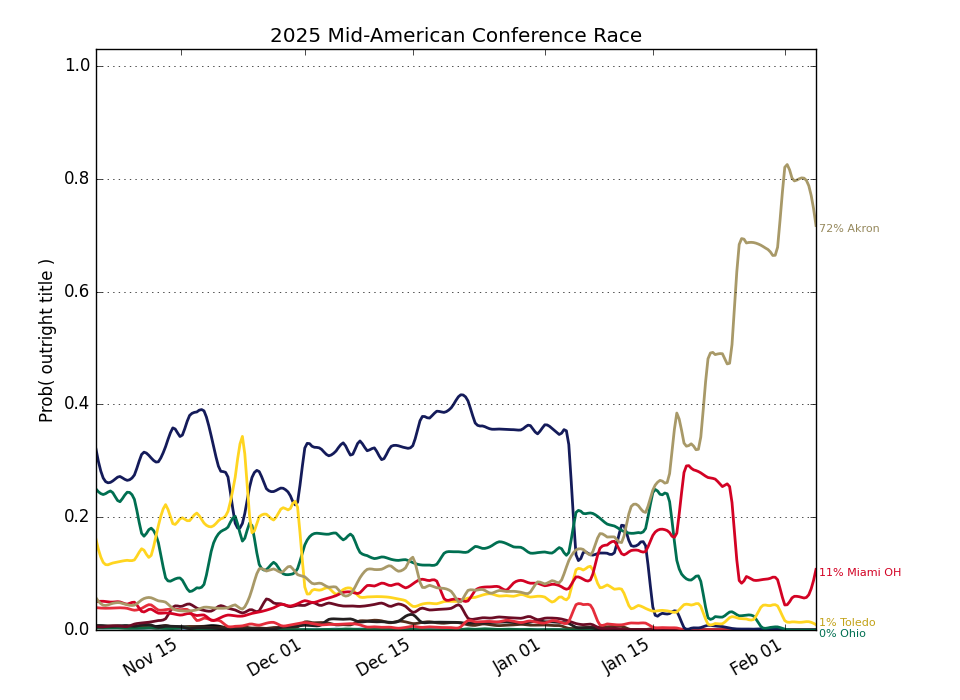 2025 Mid-American Conference Race
Prob( outright title )
1.0
0.8
0.6
0.4
0.2
0.0
72% Akron
11% Miami OH
1% Toledo
0% Ohio
Nov 15
Dec 01
Dec 15
Jan 01
Jan 15
Feb 01